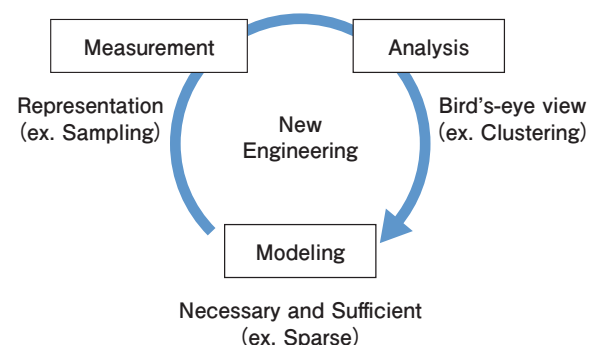 Measurement
Analysis
Representation
(ex. Sampling)
Bird's-eye view
(ex. Clustering)
New
Engineering
Modeling
Necessary and Sufficient
(ex. Sparse)